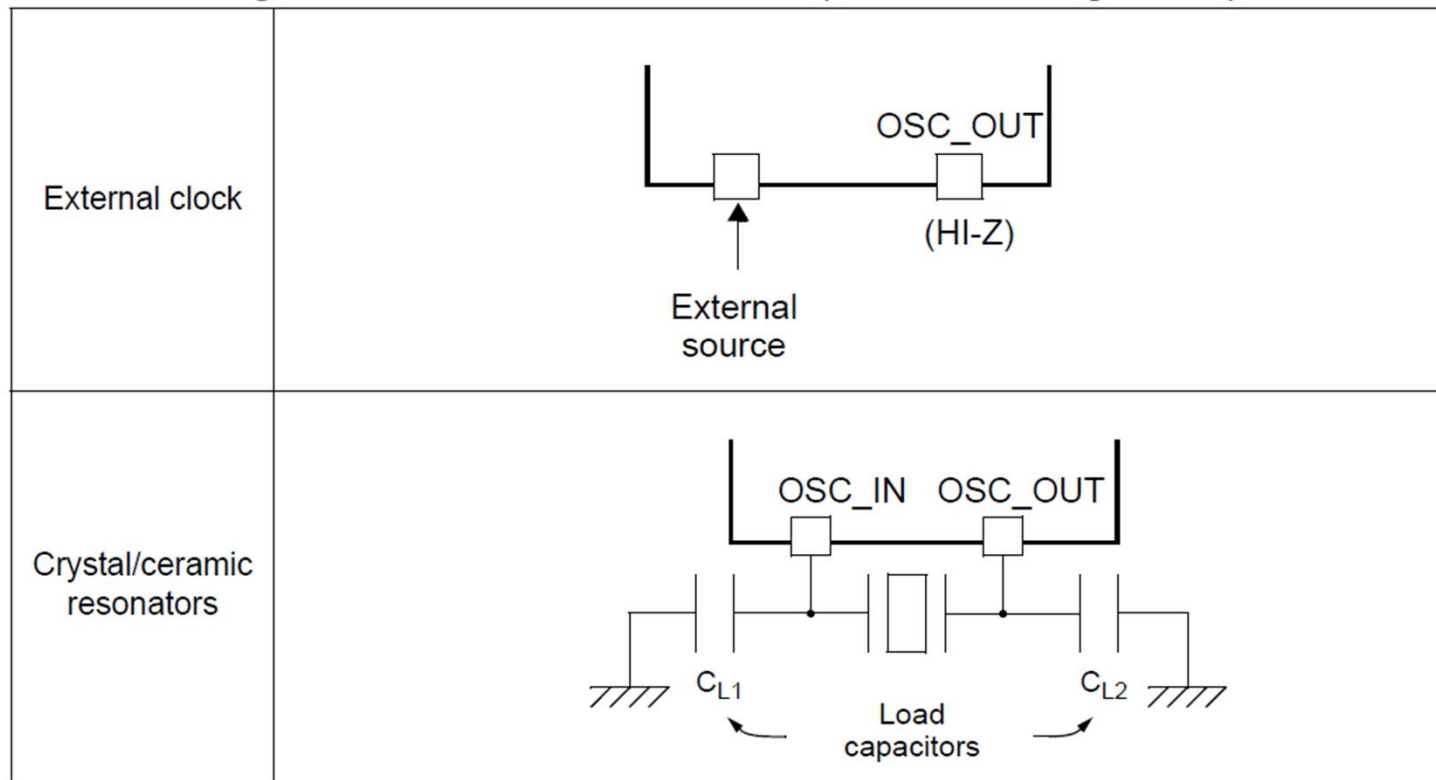 External clock
OSC_OUT
(HI-Z)
External
source
Crystal/ceramic
resonators
OSC_IN OSC_OUT
CL1
CL2
Load
capacitors